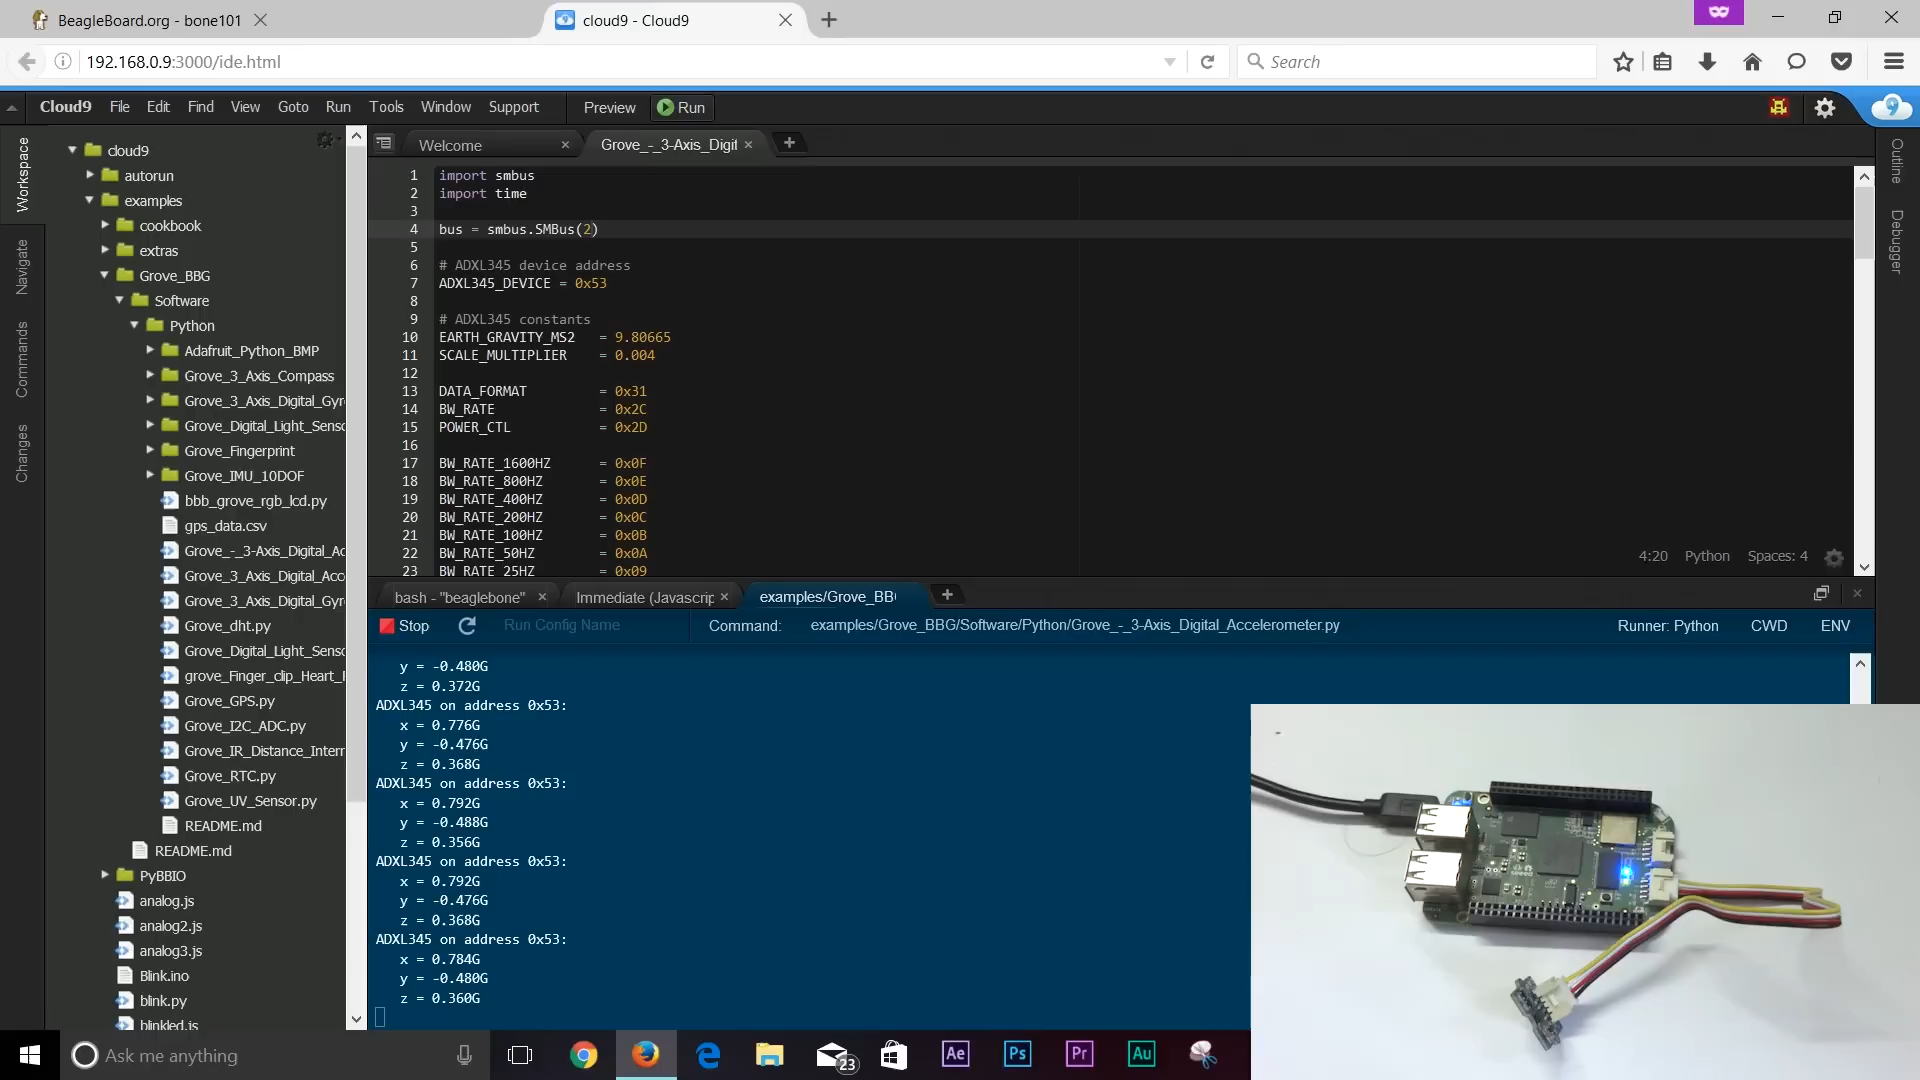 BeagleBoard.org - bone101
cloud9 - Cloud9
192.168.0.9:3000/ide.html
Search
Cloud9 File Edit Find View Goto Run Tools Window Support Preview Run
Workspace
Navigate
Commands
Changes
cloud9
autorun
examples
cookbook
extras
Grove_BBG
Software
Python
Adafruit_Python_BMP
Grove_3_Axis_Compass
Grove_3_Axis_Digital_Gyr
Grove_Digital_Light_Senso
Grove_Fingerprint
Grove_IMU_10DOF
bbb_grove_rgb_lcd.py
gps_data.csv
Grove_-_3-Axis_Digital_Ac
Grove_3_Axis_Digital_Acce
Grove_3_Axis_Digital_Gyr
Grove_dht.py
Grove_Digital_Light_Senso
grove_Finger_clip_Heart_
Grove_GPS.py
Grove_I2C_ADC.py
Grove_IR_Distance_Interr
Grove_RTC.py
Grove_UV_Sensor.py
README.md
README.md
PyBBIO
analog.js
analog2.js
analog3.js
Blink.ino
blink.py
blinkled.js
Welcome
Grove_-_3-Axis_Digit
1 import smbus
2 import time
3
4 bus = smbus.SMBus(2)
5
6 # ADXL345 device address
7 ADXL345_DEVICE = 0x53
8
9 # ADXL345 constants
10 EARTH_GRAVITY_MS2 = 9.80665
11 SCALE_MULTIPLIER = 0.004
12
13 DATA_FORMAT = 0x31
14 BW_RATE = 0x2C
15 POWER_CTL = 0x2D
16
17 BW_RATE_1600HZ = 0x0F
18 BW_RATE_800HZ = 0x0E
19 BW_RATE_400HZ = 0x0D
20 BW_RATE_200HZ = 0x0C
21 BW_RATE_100HZ = 0x0B
22 BW_RATE_50HZ = 0x0A
23 BW_RATE_25HZ = 0x09
4:20 Python Spaces: 4
Outline
Debugger
bash - "beaglebone"
Immediate (Javascrip
examples/Grove_BB
Stop Run Config Name Command: examples/Grove_BBG/Software/Python/Grove_-_3-Axis_Digital_Accelerometer.py Runner: Python CWD ENV
y = -0.480G
z = 0.372G
ADXL345 on address 0x53:
x = 0.776G
y = -0.476G
z = 0.368G
ADXL345 on address 0x53:
x = 0.792G
y = -0.488G
z = 0.356G
ADXL345 on address 0x53:
x = 0.792G
y = -0.476G
z = 0.368G
ADXL345 on address 0x53:
x = 0.784G
y = -0.480G
z = 0.360G
Ask me anything
23
Ae
Ps
Pr
Au